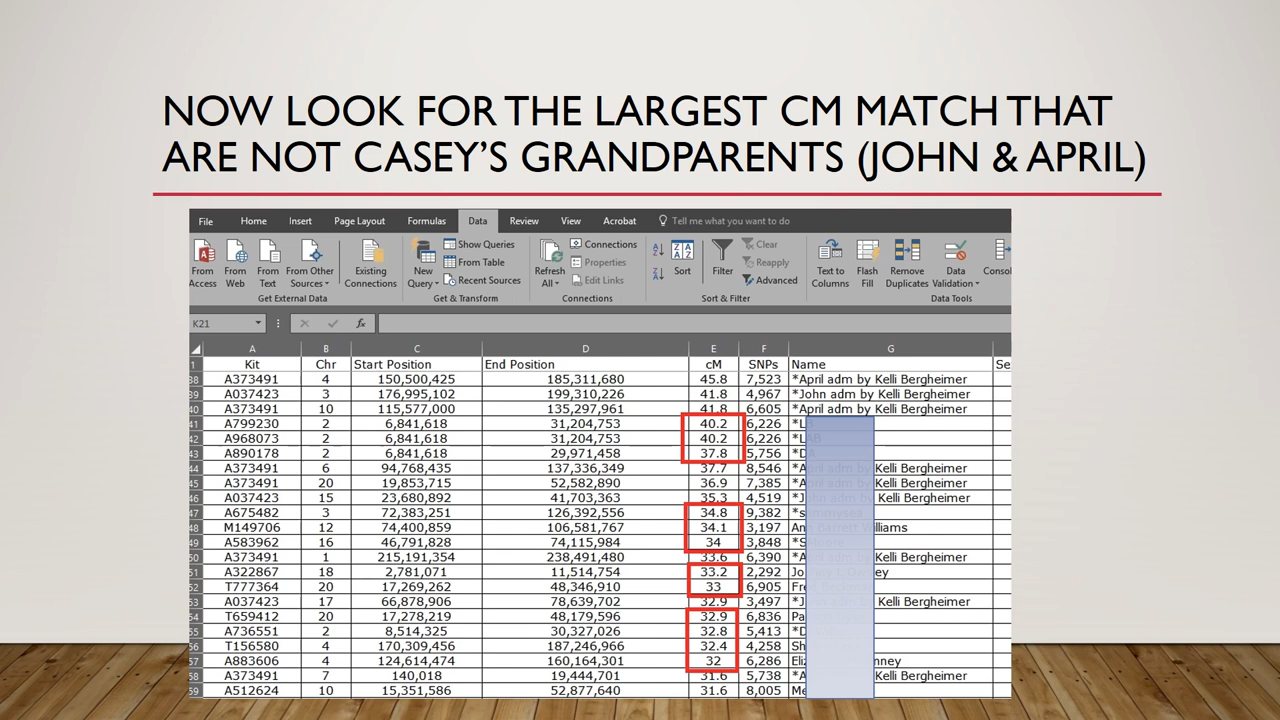 NOW LOOK FOR THE LARGEST CM MATCH THAT
ARE NOT CASEY'S GRANDPARENTS (JOHN & APRIL)
File Home Insert Page Layout Formulas Data Review View Acrobat Tell me what you want to do
From Access From Web From Text From Other Sources Existing Connections New Query Show Queries From Table Recent Sources Refresh All Connections Properties Edit Links Sort Filter Clear Reapply Advanced Text to Columns Flash Fill Remove Duplicates Data Validation Consol
Get External Data Get & Transform Connections Sort & Filter Data Tools
K21 fx
A B C D E F G
1 Kit Chr Start Position End Position cM SNPs Name Se
38 A373491 4 150,500,425 185,311,680 45.8 7,523 *April adm by Kelli Bergheimer
39 A037423 3 176,995,102 199,310,226 41.8 4,967 *John adm by Kelli Bergheimer
40 A373491 10 115,577,000 135,297,961 41.8 6,605 *April adm by Kelli Bergheimer
41 A799230 2 6,841,618 31,204,753 40.2 6,226
42 A968073 2 6,841,618 31,204,753 40.2 6,226
43 A890178 2 6,841,618 29,971,458 37.8 5,756
44 A373491 6 94,768,435 137,336,349 37.7 8,546 *April adm by Kelli Bergheimer
45 A373491 20 19,853,715 52,582,890 36.9 7,385 *April adm by Kelli Bergheimer
46 A037423 15 23,680,892 41,703,363 35.3 4,519 *John adm by Kelli Bergheimer
47 A675482 3 72,383,251 126,392,556 34.8 9,382
48 M149706 12 74,400,859 106,581,767 34.1 3,197 Williams
49 A583962 16 46,791,828 74,115,984 34 3,848
50 A373491 1 215,191,354 238,491,480 33.6 6,390 *April adm by Kelli Bergheimer
51 A322867 18 2,781,071 11,514,754 33.2 2,292
52 T777364 20 17,269,262 48,346,910 33 6,905
53 A037423 17 66,878,906 78,639,702 32.9 3,497 Kelli Bergheimer
54 T659412 20 17,278,219 48,179,596 32.9 6,836
55 A736551 2 8,514,325 30,327,026 32.8 5,413
56 T156580 4 170,309,456 187,246,966 32.4 4,258
57 A883606 4 124,614,474 160,164,301 32 6,286
58 A373491 7 140,018 19,444,701 31.6 5,738 Kelli Bergheimer
59 A512624 10 15,351,586 52,877,640 31.6 8,005